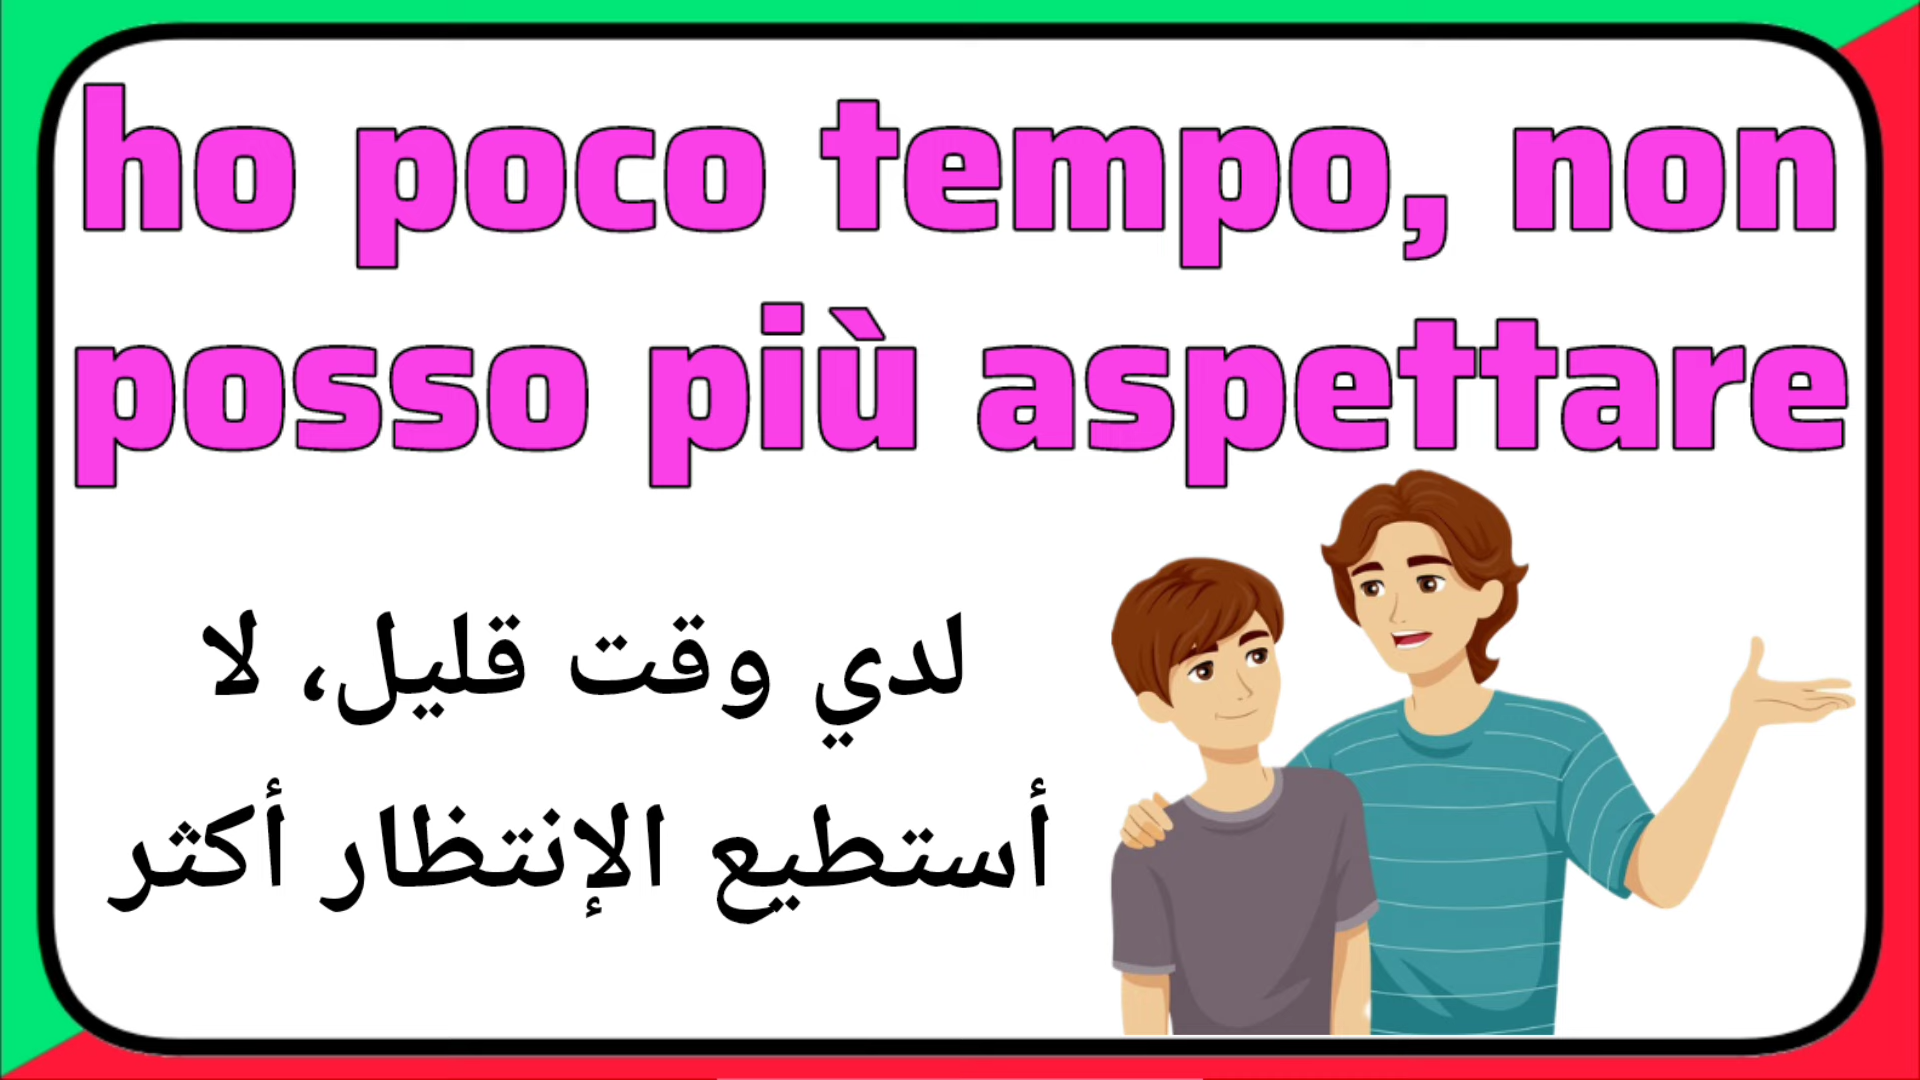 ho poco tempo, non
posso più aspettare
لدي وقت قليل، لا
أستطيع الإنتظار أكثر